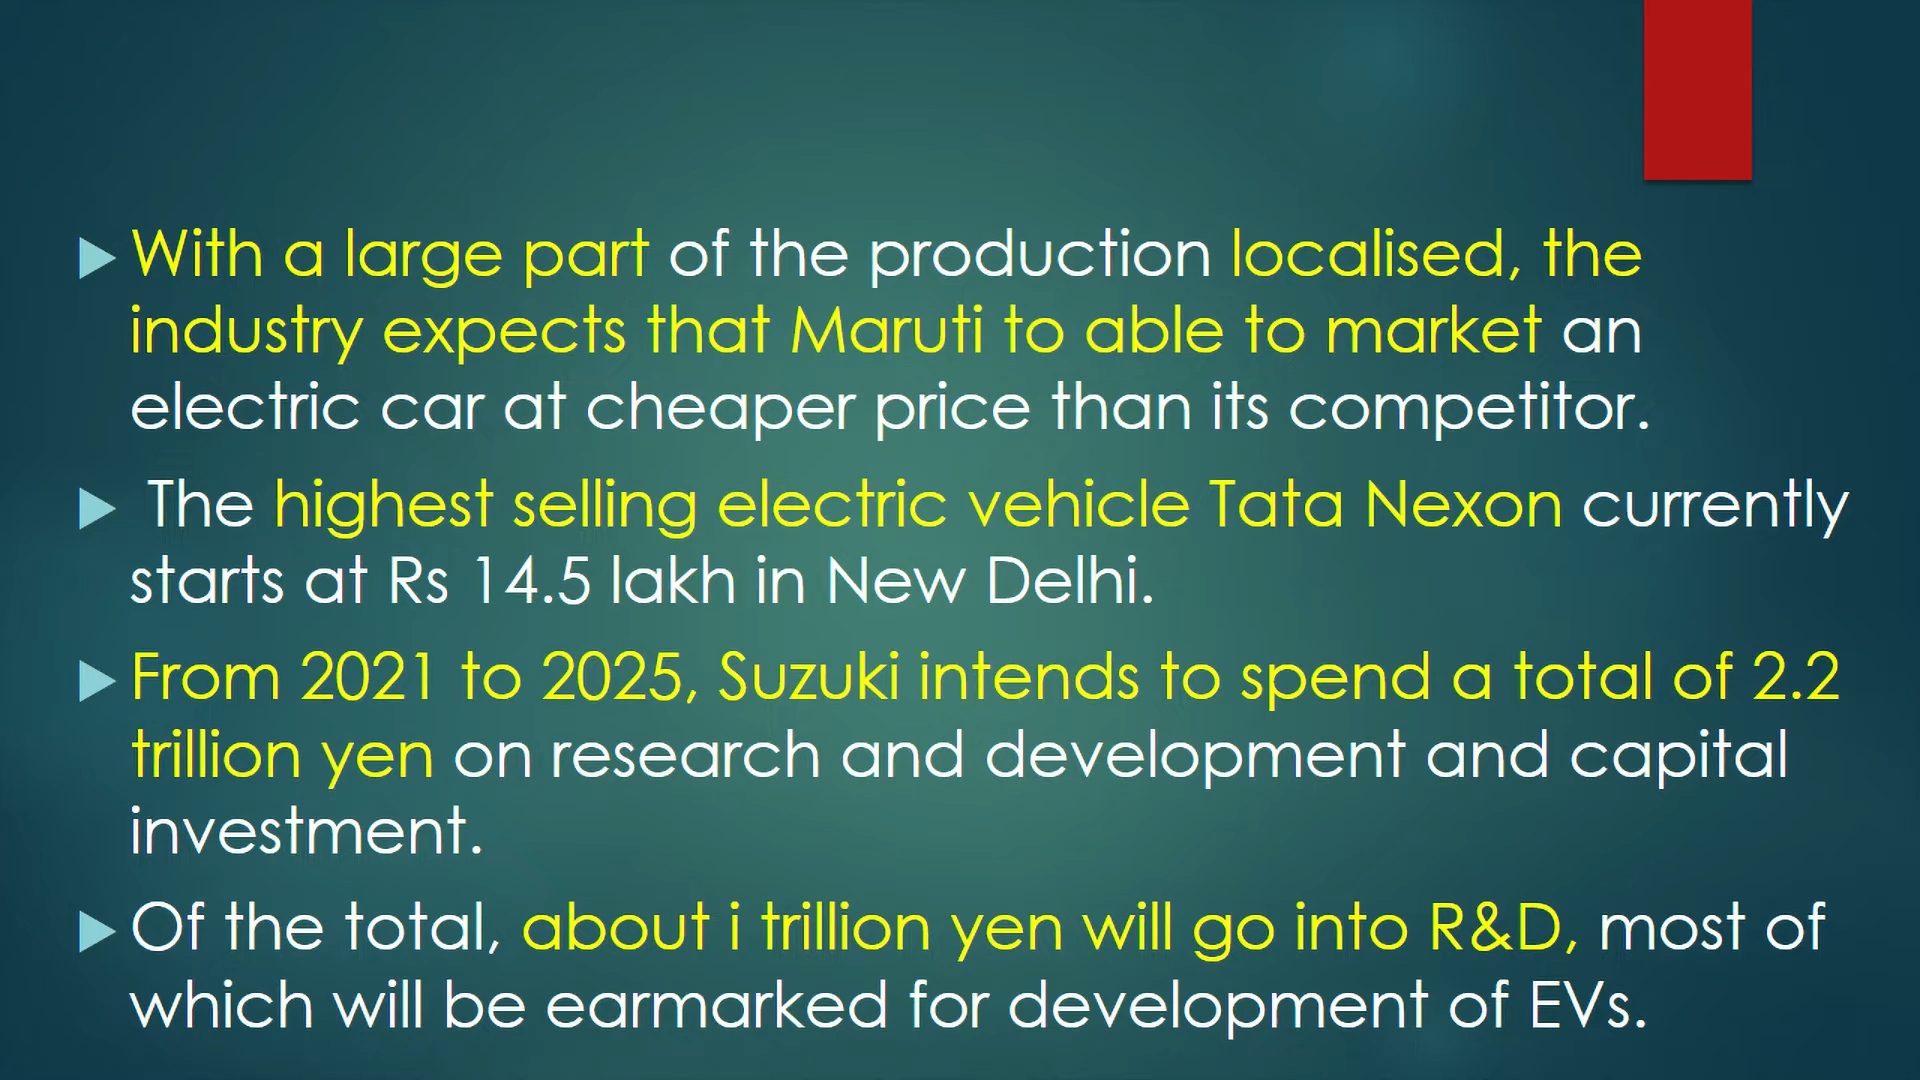 With a large part of the production localised, the
industry expects that Maruti to able to market an
electric car at cheaper price than its competitor.
The highest selling electric vehicle Tata Nexon currently
starts at Rs 14.5 lakh in New Delhi.
From 2021 to 2025, Suzuki intends to spend a total of 2.2
trillion yen on research and development and capital
investment.
Of the total, about i trillion yen will go into R&D, most of
which will be earmarked for development of EVs.